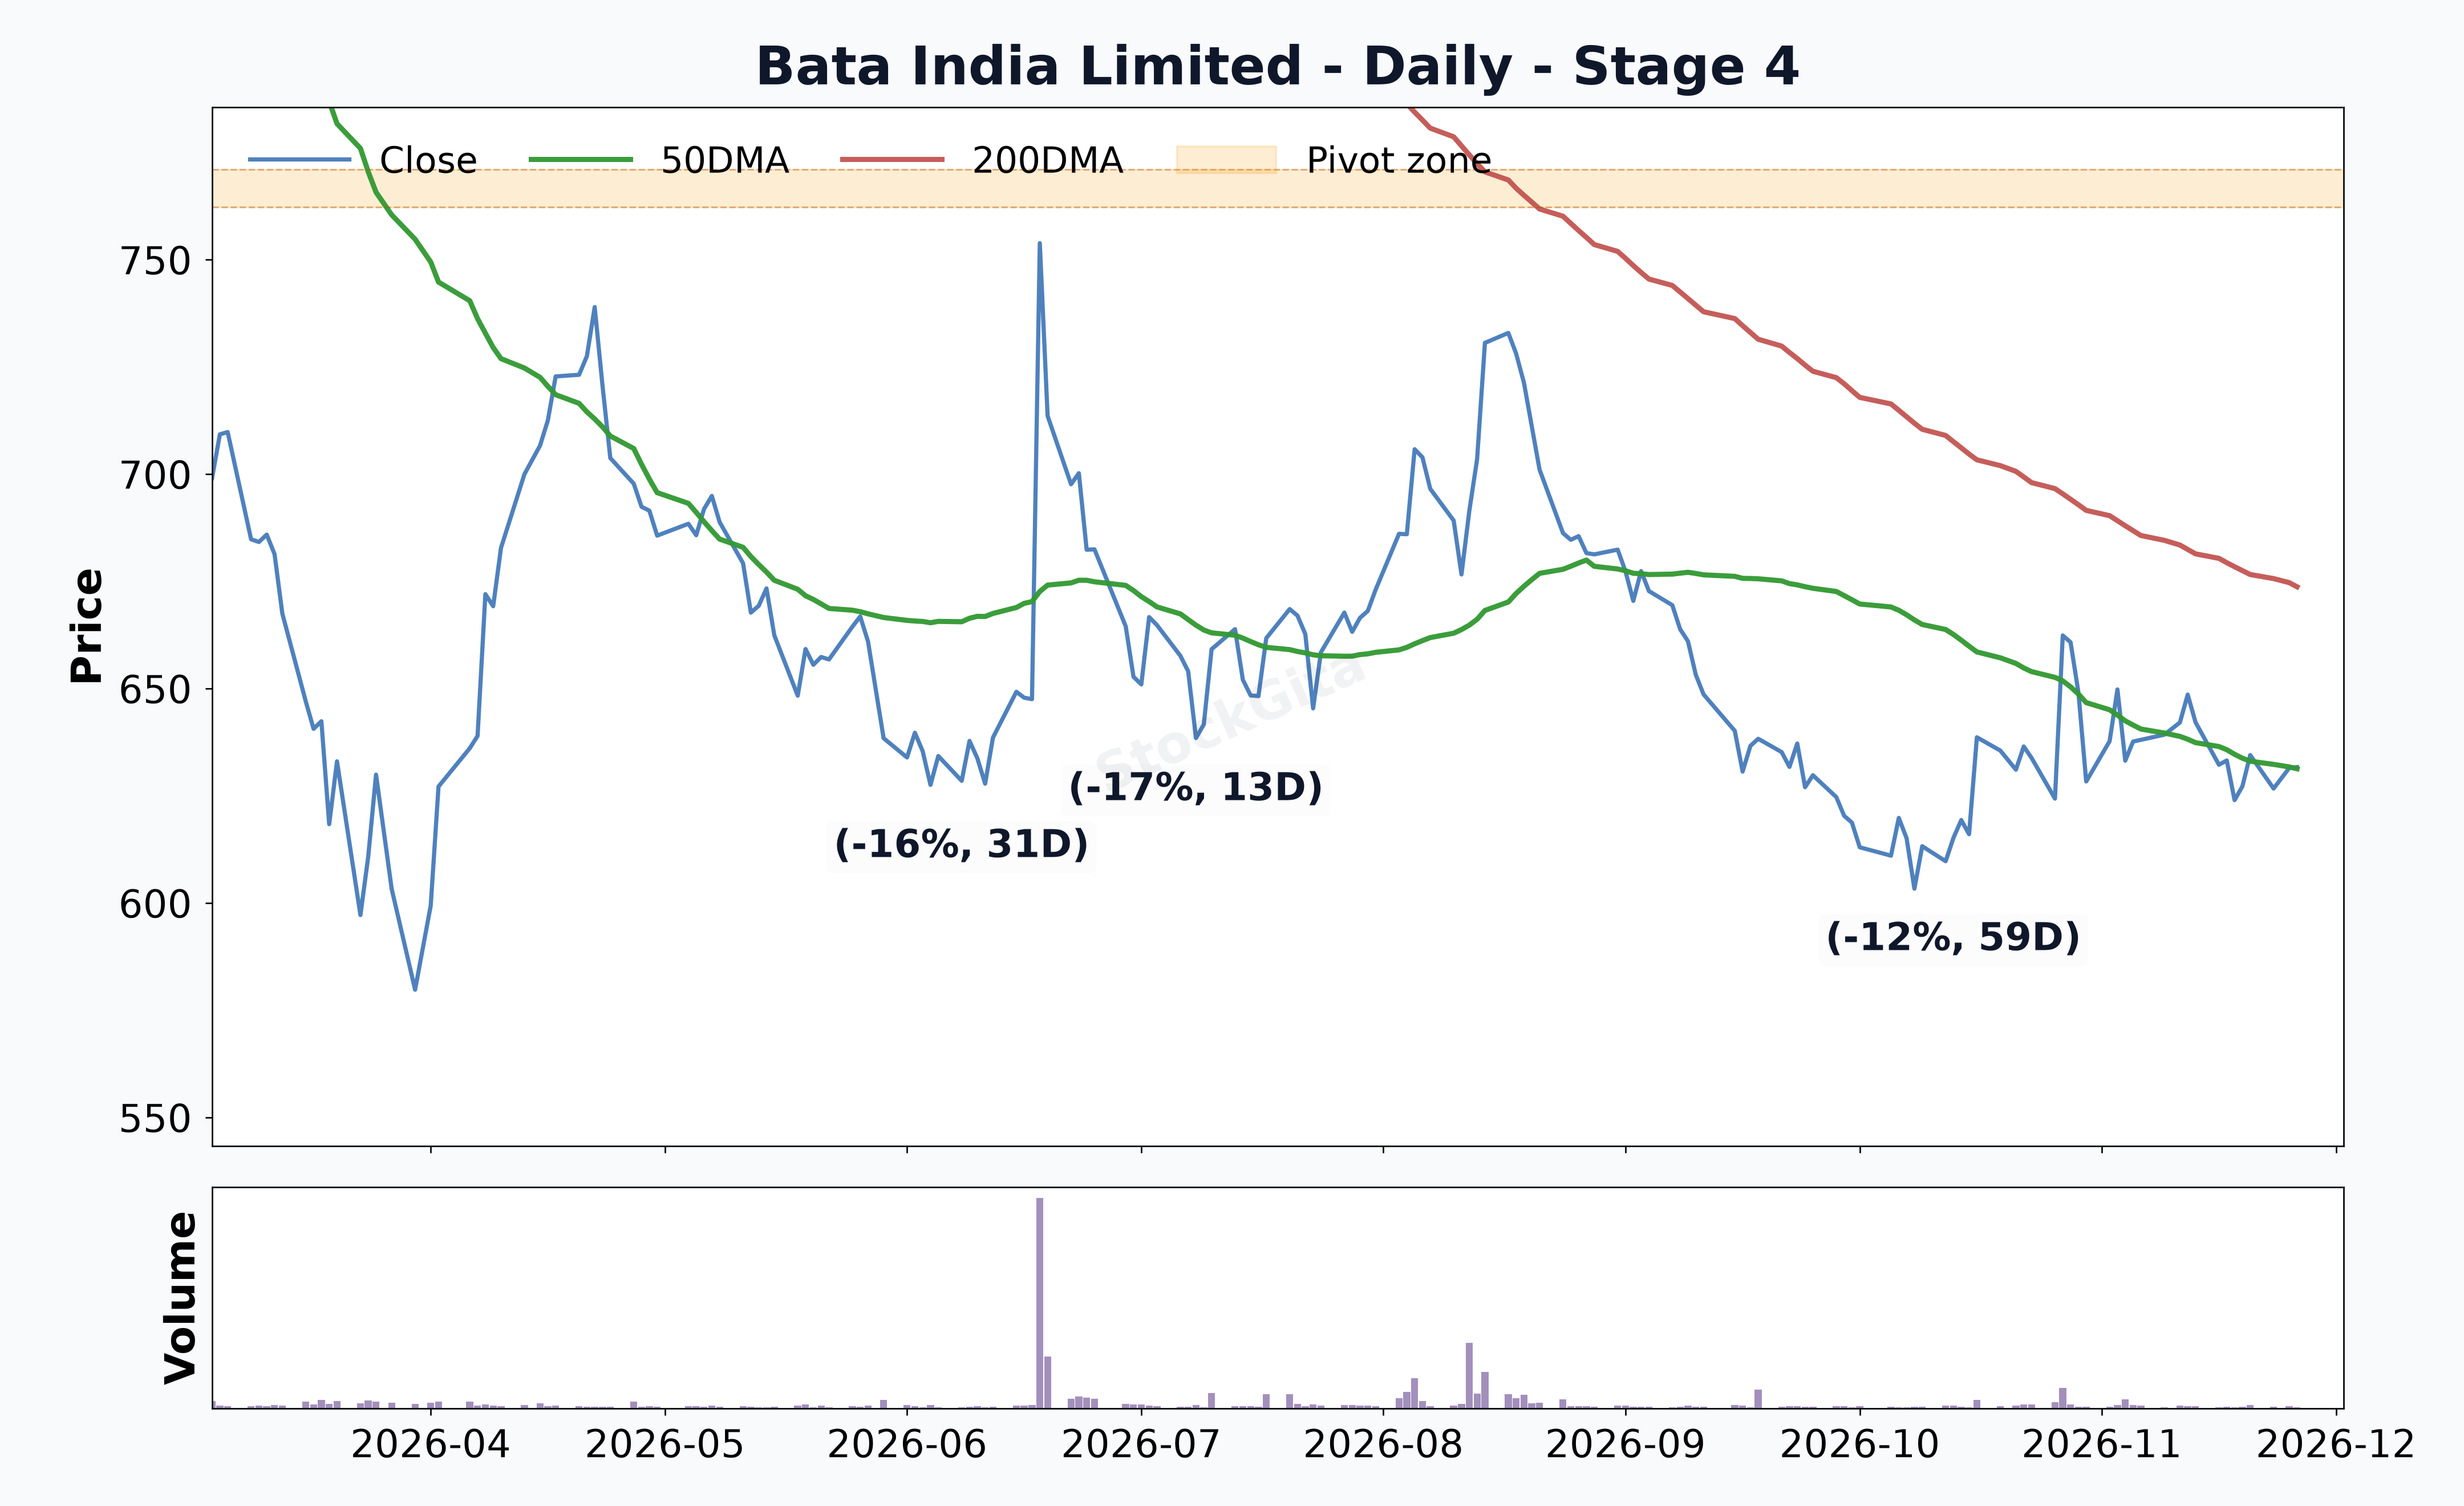 Bata India Limited - Daily - Stage 4
Close 50DMA 200DMA Pivot zone
Price
750
700
650
600
550
StockGita
(-17%, 13D)
(-16%, 31D)
(-12%, 59D)
Volume
2026-04 2026-05 2026-06 2026-07 2026-08 2026-09 2026-10 2026-11 2026-12